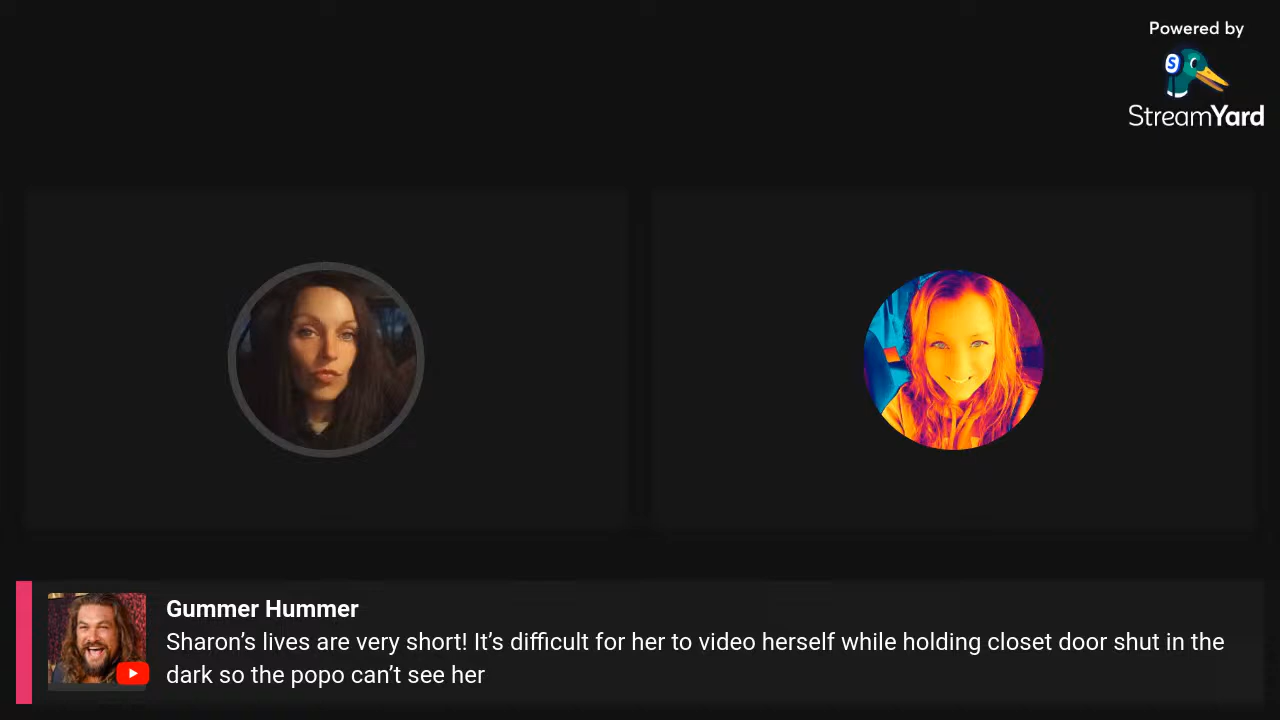 Powered by
S
StreamYard
Gummer Hummer
Sharon’s lives are very short! It’s difficult for her to video herself while holding closet door shut in the
dark so the popo can’t see her